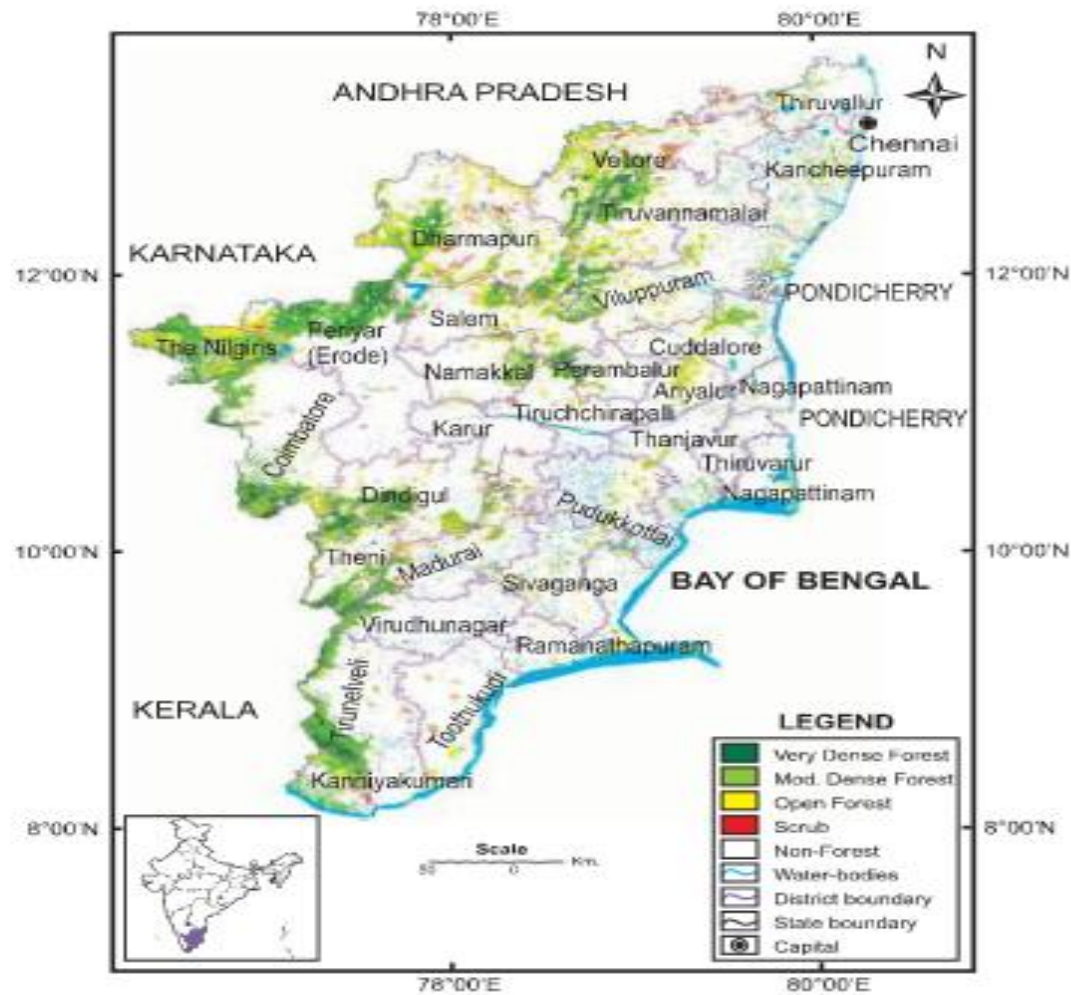 78°00'E 80°00'E
N
ANDHRA PRADESH
Thiruvallur
Chennai
Vellore
Kancheepuram
Tiruvannamalai
Dharmapuri
KARNATAKA
12°00'N 12°00'N
Viluppuram
PONDICHERRY
Salem
The Nilgiris
Periyar
(Erode)
Cuddalore
Namakkal
Perambalur
Ariyalur
Nagapattinam
Tiruchchirapalli
PONDICHERRY
Karur
Coimbatore
Thanjavur
Thiruvarur
Dindigul
Nagapattinam
Pudukkottai
10°00'N 10°00'N
Theni
Madurai
Sivaganga
BAY OF BENGAL
Virudhunagar
Ramanathapuram
Tirunelveli
Toothukudi
KERALA
Kanniyakumari
LEGEND
Very Dense Forest
Mod. Dense Forest
Open Forest
Scrub
Non-Forest
Water-bodies
District boundary
State boundary
Capital
8°00'N 8°00'N
Scale
50 0 Km.
78°00'E 80°00'E